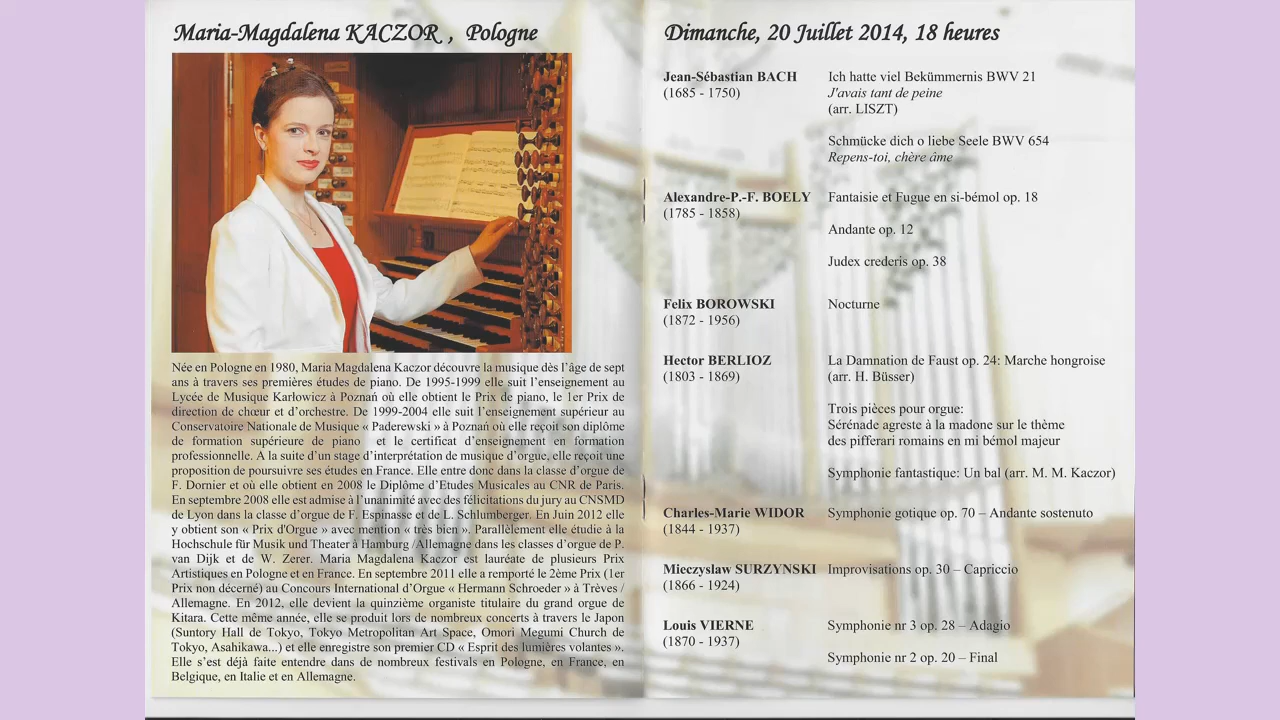 Maria-Magdalena KACZOR , Pologne
Née en Pologne en 1980, Maria Magdalena Kaczor découvre la musique dès l'âge de sept
ans à travers ses premières études de piano. De 1995-1999 elle suit l'enseignement au
Lycée de Musique Karłowicz à Poznań où elle obtient le Prix de piano, le 1er Prix de
direction de chœur et d'orchestre. De 1999-2004 elle suit l'enseignement supérieur au
Conservatoire Nationale de Musique « Paderewski » à Poznań où elle reçoit son diplôme
de formation supérieure de piano et le certificat d'enseignement en formation
professionnelle. A la suite d'un stage d'interprétation de musique d'orgue, elle reçoit une
proposition de poursuivre ses études en France. Elle entre donc dans la classe d'orgue de
F. Dornier et où elle obtient en 2008 le Diplôme d'Etudes Musicales au CNR de Paris.
En septembre 2008 elle est admise à l'unanimité avec des félicitations du jury au CNSMD
de Lyon dans la classe d'orgue de F. Espinasse et de L. Schlumberger. En Juin 2012 elle
y obtient son « Prix d'Orgue » avec mention « très bien ». Parallèlement elle étudie à la
Hochschule für Musik und Theater à Hamburg /Allemagne dans les classes d'orgue de P.
van Dijk et de W. Zerer. Maria Magdalena Kaczor est lauréate de plusieurs Prix
Artistiques en Pologne et en France. En septembre 2011 elle a remporté le 2ème Prix (1er
Prix non décerné) au Concours International d'Orgue « Hermann Schroeder » à Trèves /
Allemagne. En 2012, elle devient la quinzième organiste titulaire du grand orgue de
Kitara. Cette même année, elle se produit lors de nombreux concerts à travers le Japon
(Suntory Hall de Tokyo, Tokyo Metropolitan Art Space, Omori Megumi Church de
Tokyo, Asahikawa...) et elle enregistre son premier CD « Esprit des lumières volantes ».
Elle s'est déjà faite entendre dans de nombreux festivals en Pologne, en France, en
Belgique, en Italie et en Allemagne.
Dimanche, 20 Juillet 2014, 18 heures
Jean-Sébastian BACH Ich hatte viel Bekümmernis BWV 21
(1685 - 1750) J'avais tant de peine
(arr. LISZT)
Schmücke dich o liebe Seele BWV 654
Repens-toi, chère âme
Alexandre-P.-F. BOELY Fantaisie et Fugue en si-bémol op. 18
(1785 - 1858)
Andante op. 12
Judex crederis op. 38
Felix BOROWSKI Nocturne
(1872 - 1956)
Hector BERLIOZ La Damnation de Faust op. 24: Marche hongroise
(1803 - 1869) (arr. H. Büsser)
Trois pièces pour orgue:
Sérénade agreste à la madone sur le thème
des pifferari romains en mi bémol majeur
Symphonie fantastique: Un bal (arr. M. M. Kaczor)
Charles-Marie WIDOR Symphonie gotique op. 70 – Andante sostenuto
(1844 - 1937)
Mieczyslaw SURZYNSKI Improvisations op. 30 – Capriccio
(1866 - 1924)
Louis VIERNE Symphonie nr 3 op. 28 – Adagio
(1870 - 1937)
Symphonie nr 2 op. 20 – Final